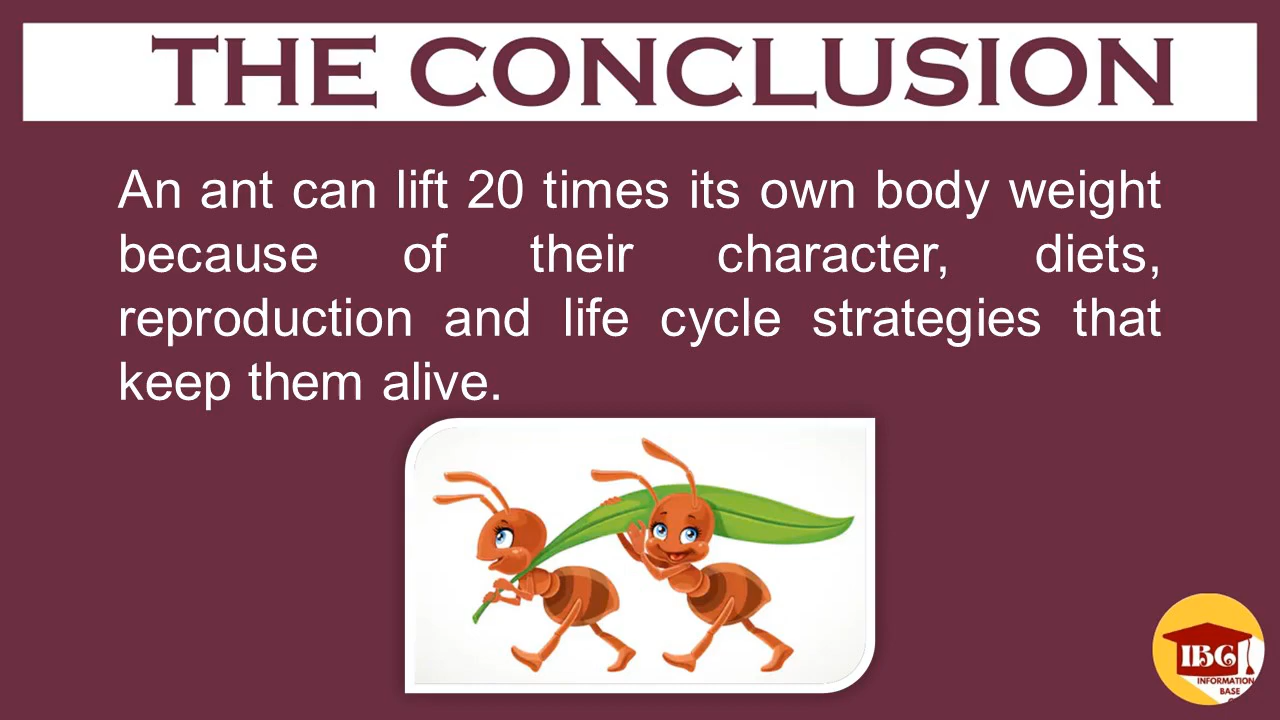 THE CONCLUSION
An ant can lift 20 times its own body weight
because of their character, diets,
reproduction and life cycle strategies that
keep them alive.
IBG
INFORMATION
BASE